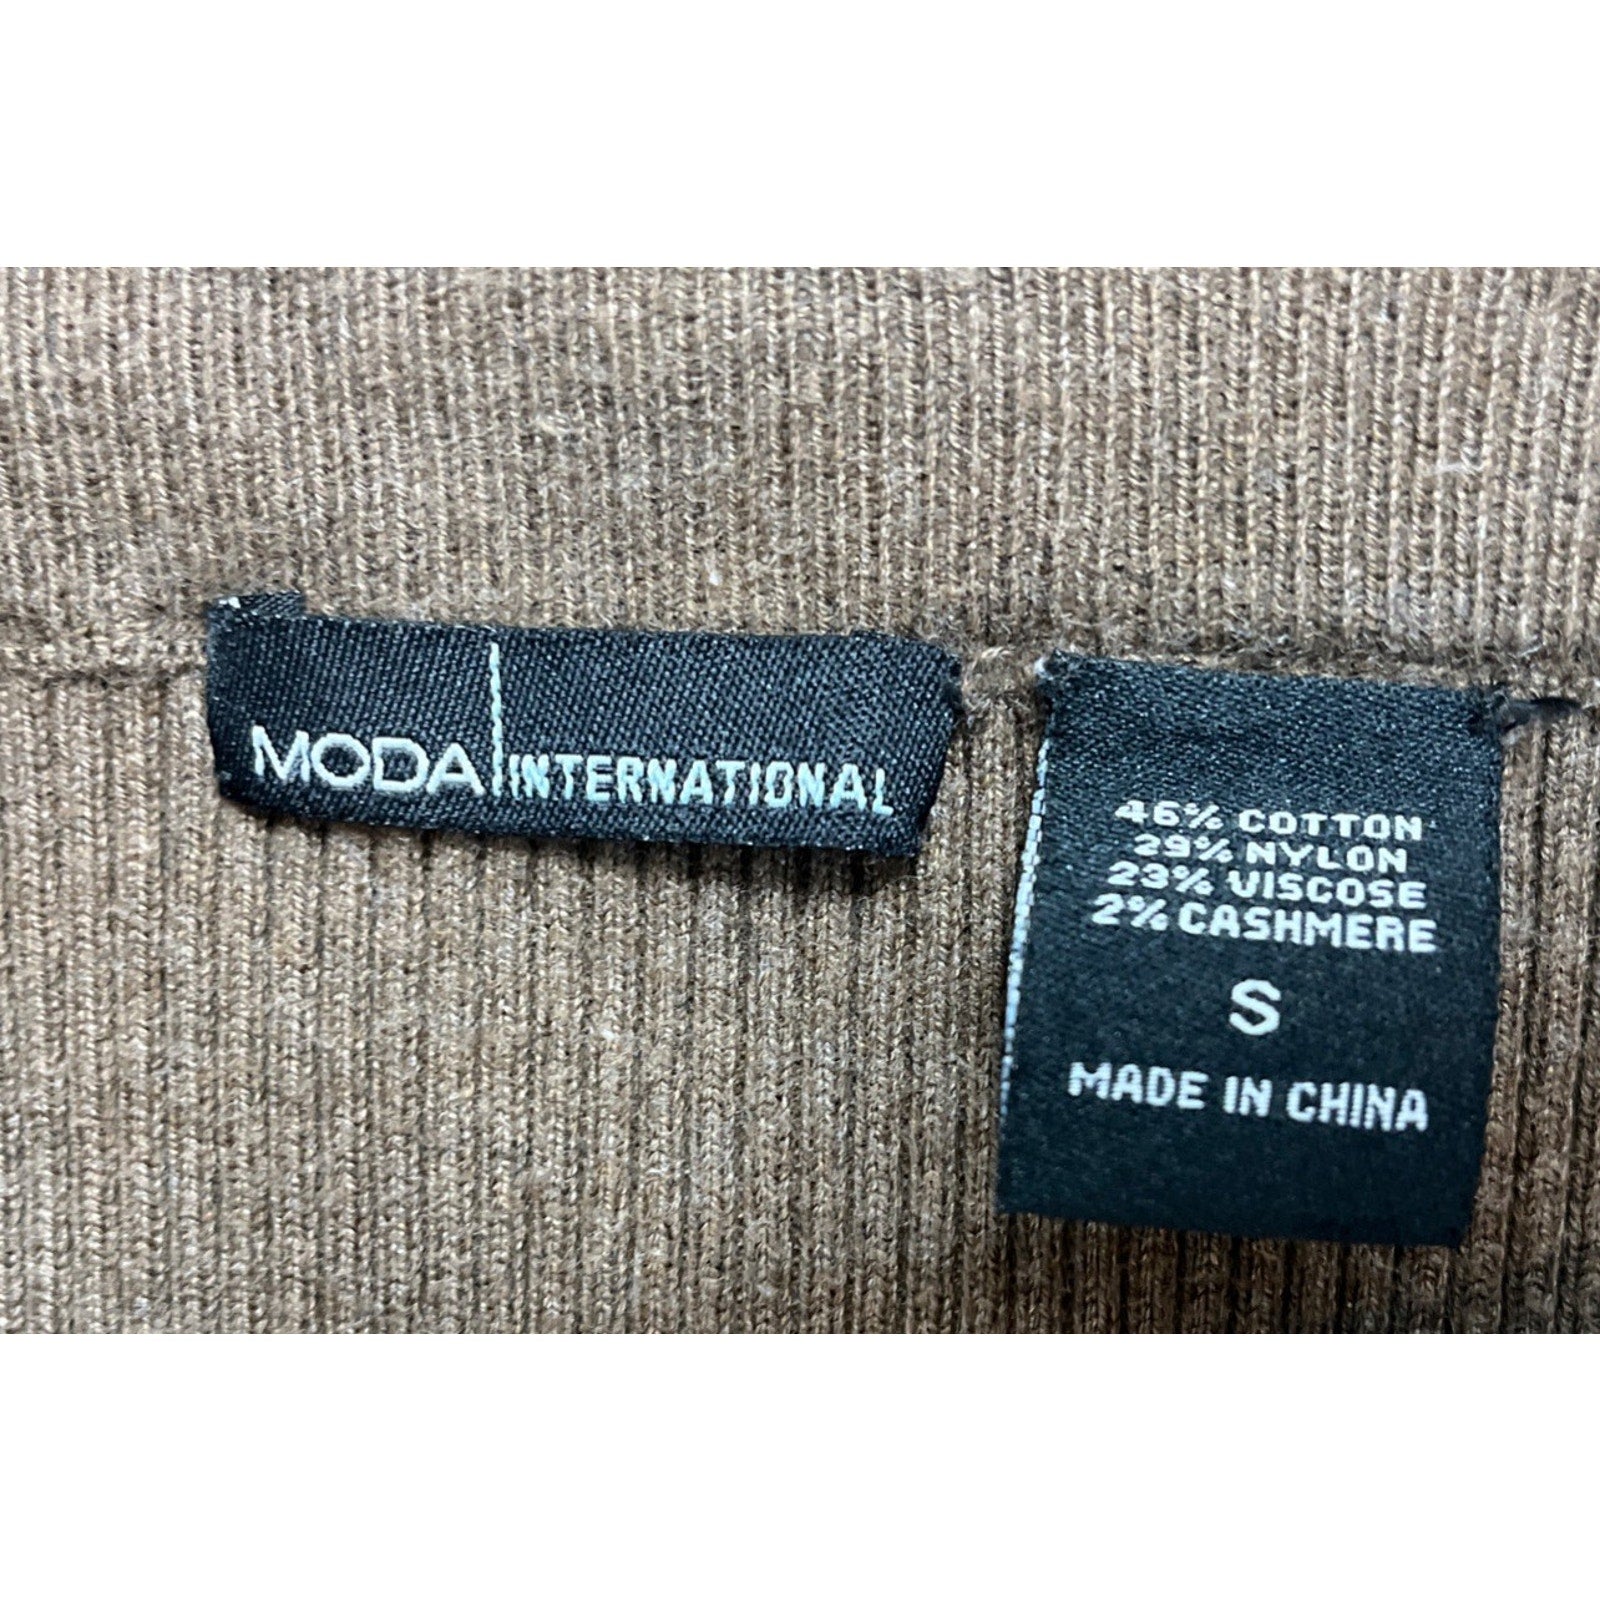 MODA INTERNATIONAL
46% COTTON
29% NYLON
23% VISCOSE
2% CASHMERE
S
MADE IN CHINA